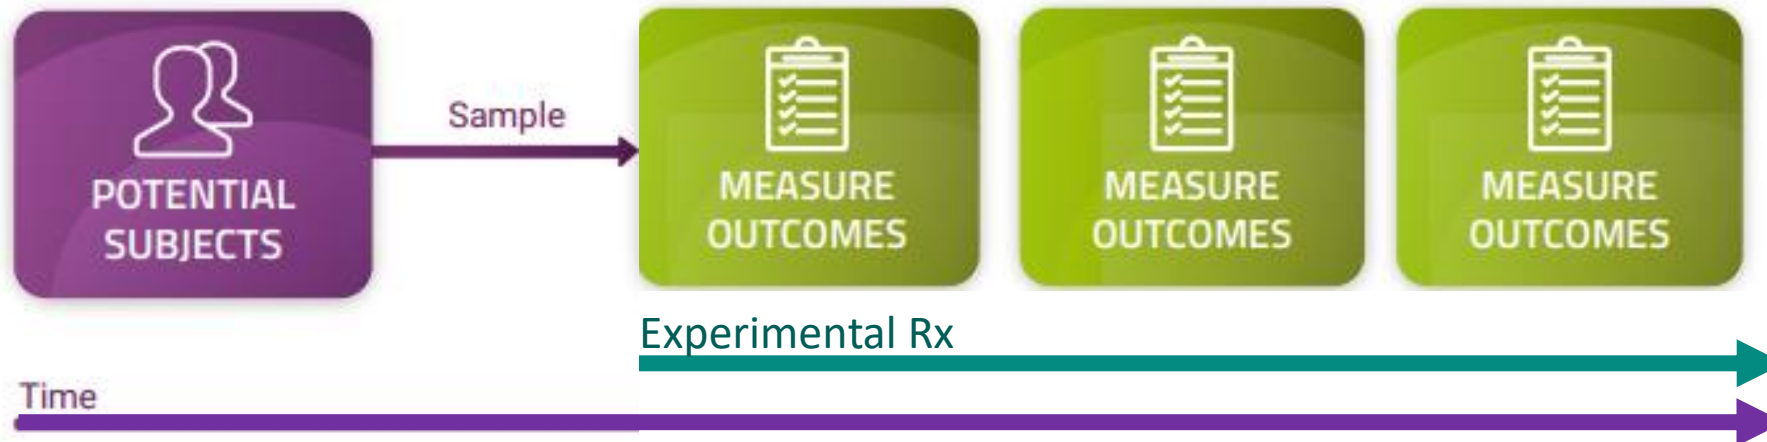 POTENTIAL
SUBJECTS
Sample
MEASURE
OUTCOMES
MEASURE
OUTCOMES
MEASURE
OUTCOMES
Experimental Rx
Time